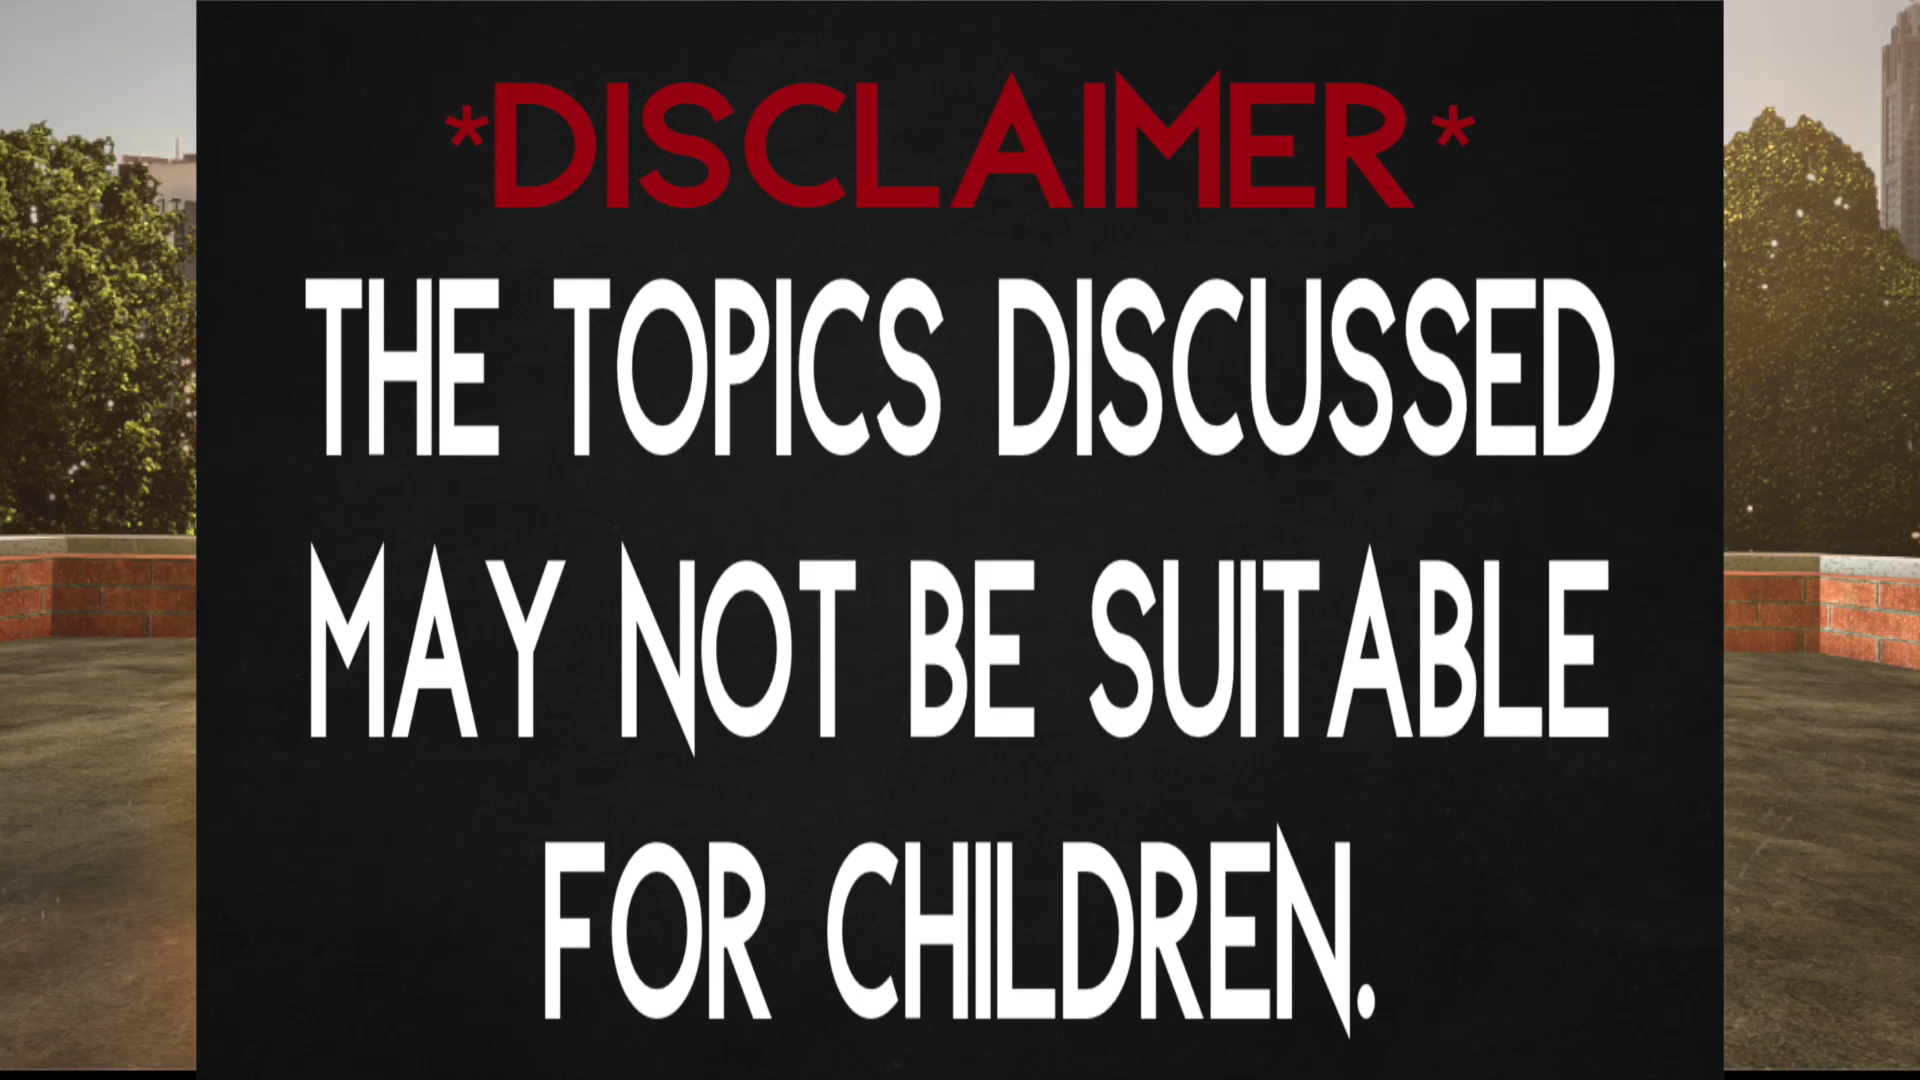 *DISCLAIMER*
THE TOPICS DISCUSSED
MAY NOT BE SUITABLE
FOR CHILDREN.